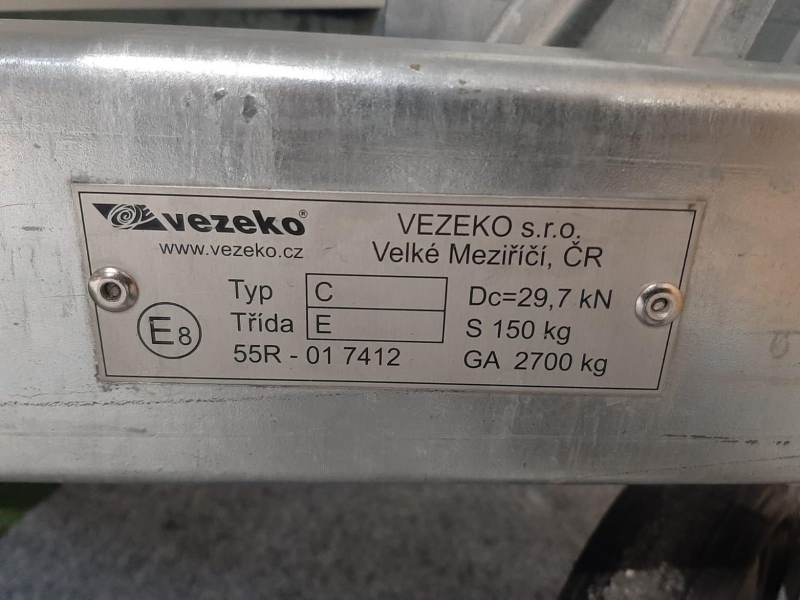 vezeko®
www.vezeko.cz
VEZEKO s.r.o.
Velké Meziříčí, ČR
Typ C
Třída E
E8
55R - 01 7412
Dc=29,7 kN
S 150 kg
GA 2700 kg